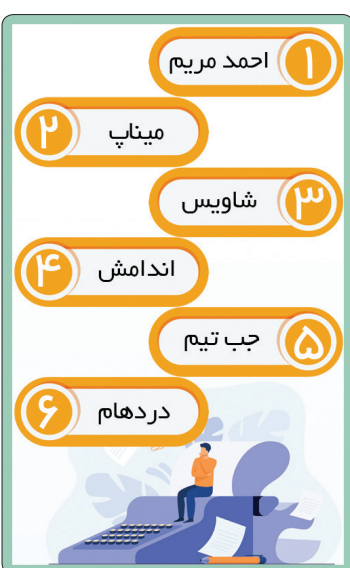 ۱ احمد مریم
۲ میناپ
۳ شاویس
۴ اندامش
۵ جب تیم
۶ دردهام